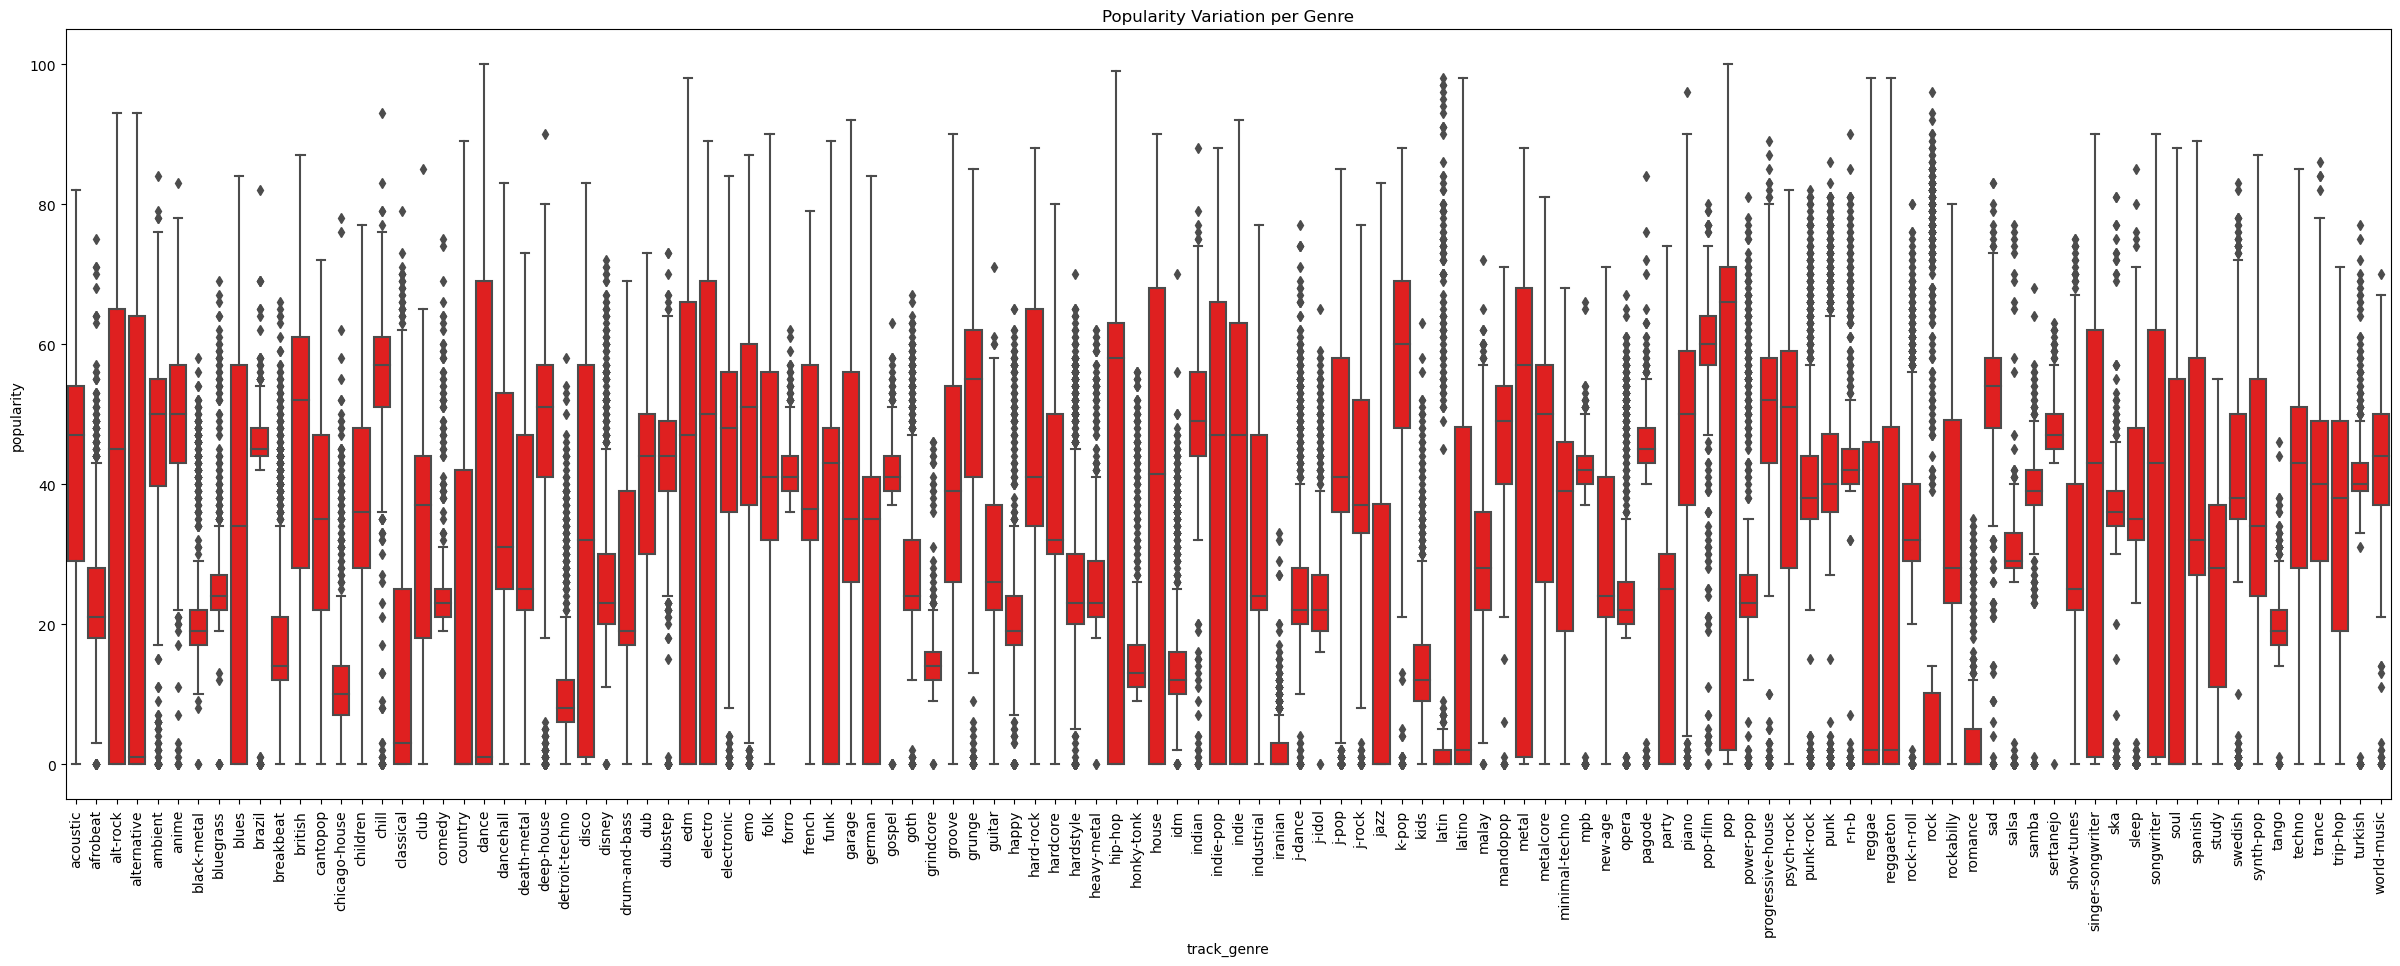 Popularity Variation per Genre
popularity
100
80
60
40
20
0
acoustic
afrobeat
alt-rock
alternative
ambient
anime
black-metal
bluegrass
blues
brazil
breakbeat
british
cantopop
chicago-house
children
chill
classical
club
comedy
country
dance
dancehall
death-metal
deep-house
detroit-techno
disco
disney
drum-and-bass
dub
dubstep
edm
electro
electronic
emo
folk
forro
french
funk
garage
german
gospel
goth
grindcore
groove
grunge
guitar
happy
hard-rock
hardcore
hardstyle
heavy-metal
hip-hop
honky-tonk
house
idm
indian
indie-pop
indie
industrial
iranian
j-dance
j-idol
j-pop
j-rock
jazz
k-pop
kids
latin
latino
malay
mandopop
metal
metalcore
minimal-techno
mpb
new-age
opera
pagode
party
piano
pop-film
pop
power-pop
progressive-house
psych-rock
punk-rock
punk
r-n-b
reggae
reggaeton
rock-n-roll
rock
rockabilly
romance
sad
salsa
samba
sertanejo
show-tunes
singer-songwriter
ska
sleep
songwriter
soul
spanish
study
swedish
synth-pop
tango
techno
trance
trip-hop
turkish
world-music
track_genre